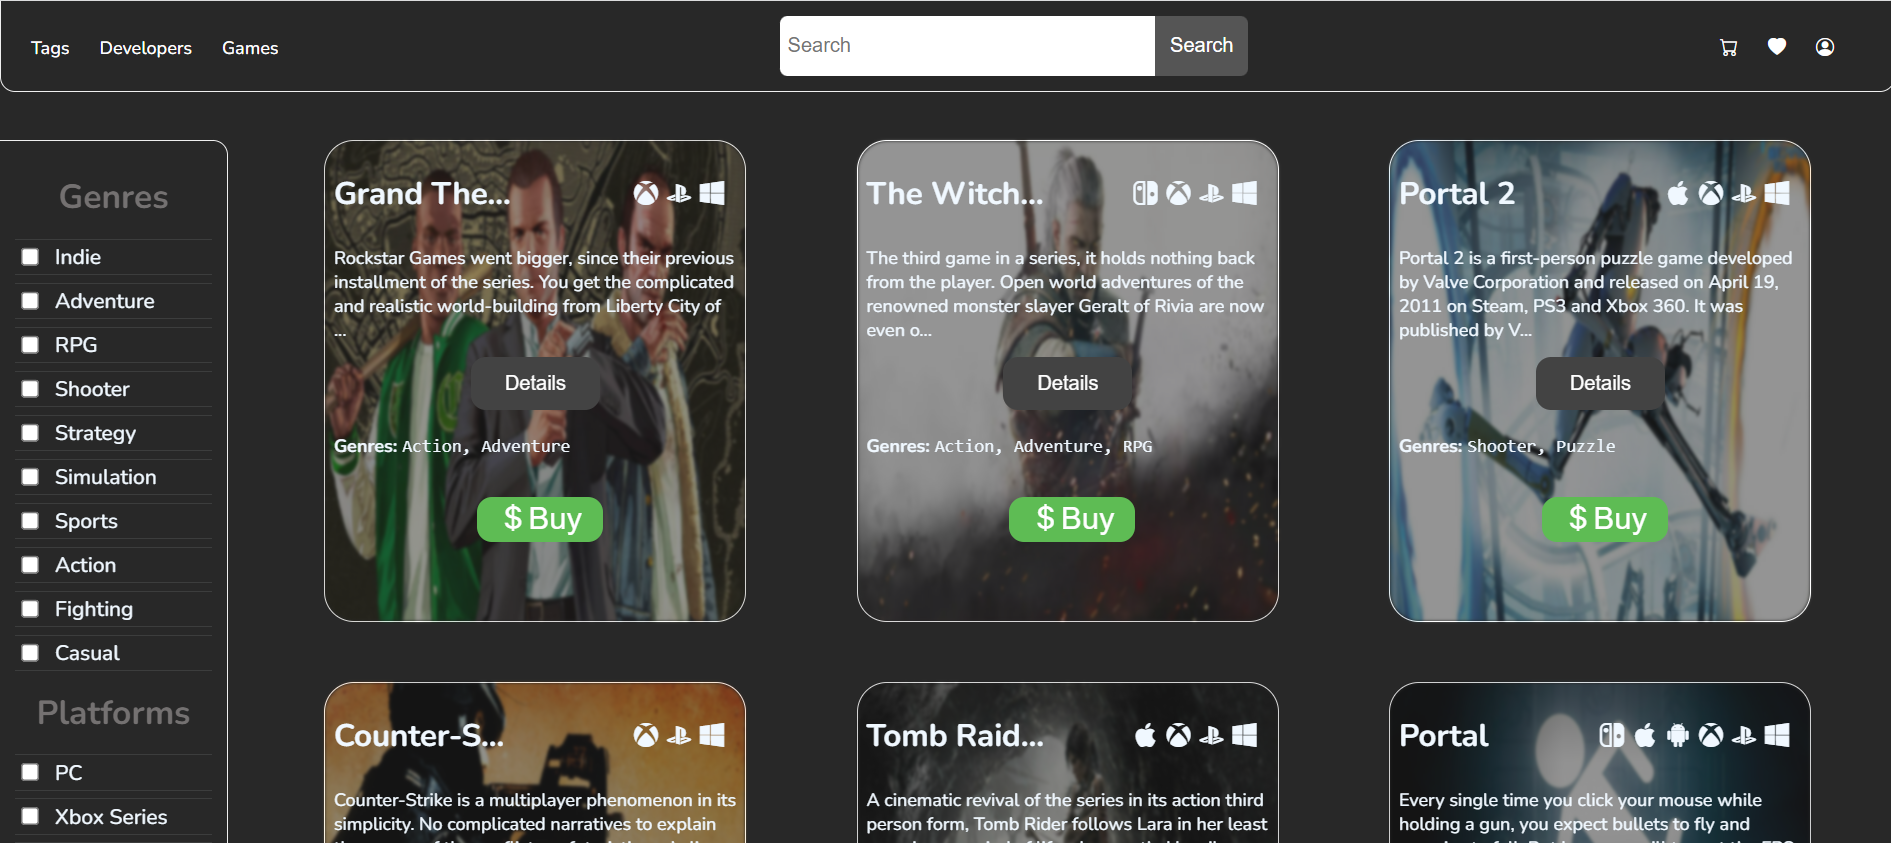 Tags Developers Games
Search Search
Genres
Indie
Adventure
RPG
Shooter
Strategy
Simulation
Sports
Action
Fighting
Casual
Platforms
PC
Xbox Series
Grand The...
Rockstar Games went bigger, since their previous
installment of the series. You get the complicated
and realistic world-building from Liberty City of
...
Details
Genres: Action, Adventure
$ Buy
The Witch...
The third game in a series, it holds nothing back
from the player. Open world adventures of the
renowned monster slayer Geralt of Rivia are now
even o...
Details
Genres: Action, Adventure, RPG
$ Buy
Portal 2
Portal 2 is a first-person puzzle game developed
by Valve Corporation and released on April 19,
2011 on Steam, PS3 and Xbox 360. It was
published by V...
Details
Genres: Shooter, Puzzle
$ Buy
Counter-S...
Counter-Strike is a multiplayer phenomenon in its
simplicity. No complicated narratives to explain
Tomb Raid...
A cinematic revival of the series in its action third
person form, Tomb Rider follows Lara in her least
Portal
Every single time you click your mouse while
holding a gun, you expect bullets to fly and